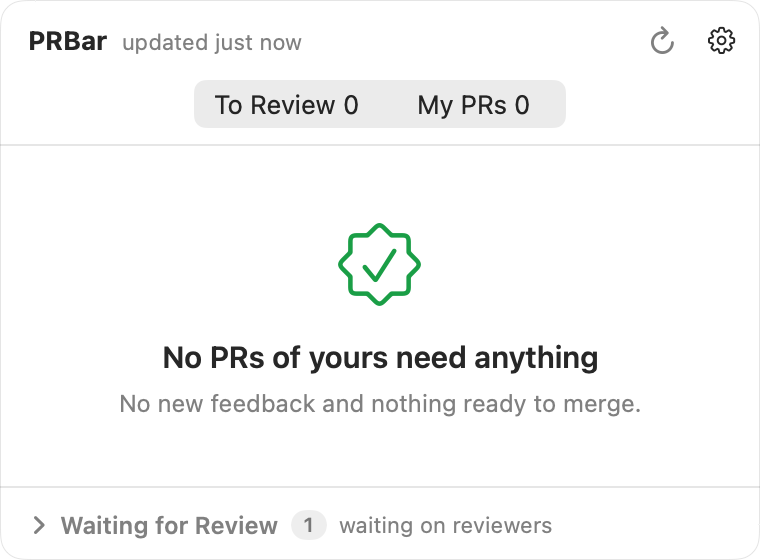 PRBar updated just now
To Review 0 My PRs 0
No PRs of yours need anything
No new feedback and nothing ready to merge.
Waiting for Review 1 waiting on reviewers